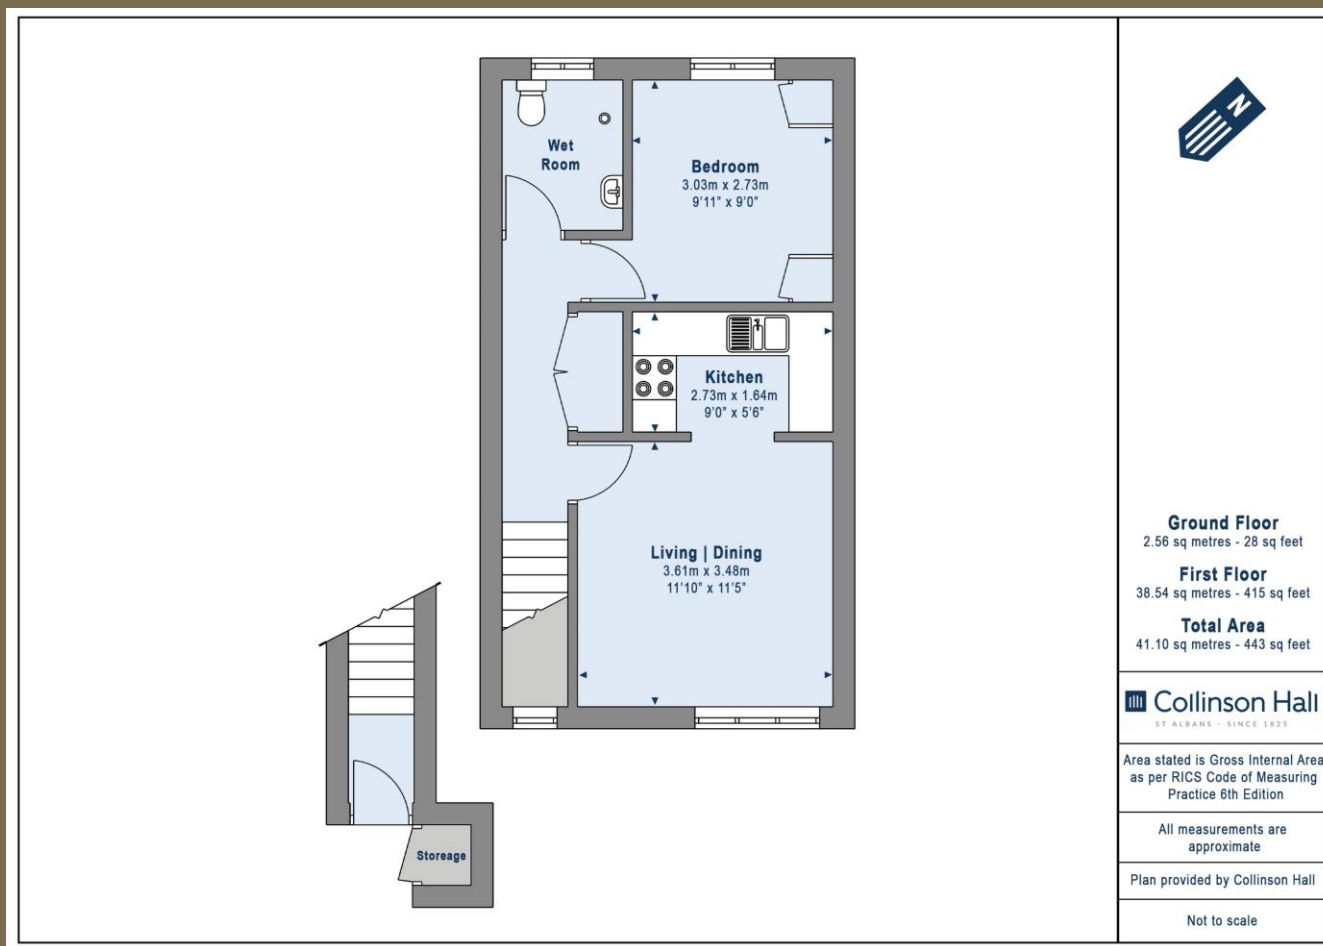 Wet
Room
Bedroom
3.03m x 2.73m
9'11" x 9'0"
Kitchen
2.73m x 1.64m
9'0" x 5'6"
Living | Dining
3.61m x 3.48m
11'10" x 11'5"
Storeage
N
Ground Floor
2.56 sq metres - 28 sq feet
First Floor
38.54 sq metres - 415 sq feet
Total Area
41.10 sq metres - 443 sq feet
Collinson Hall
ST ALBANS - SINCE 1825
Area stated is Gross Internal Area
as per RICS Code of Measuring
Practice 6th Edition
All measurements are
approximate
Plan provided by Collinson Hall
Not to scale